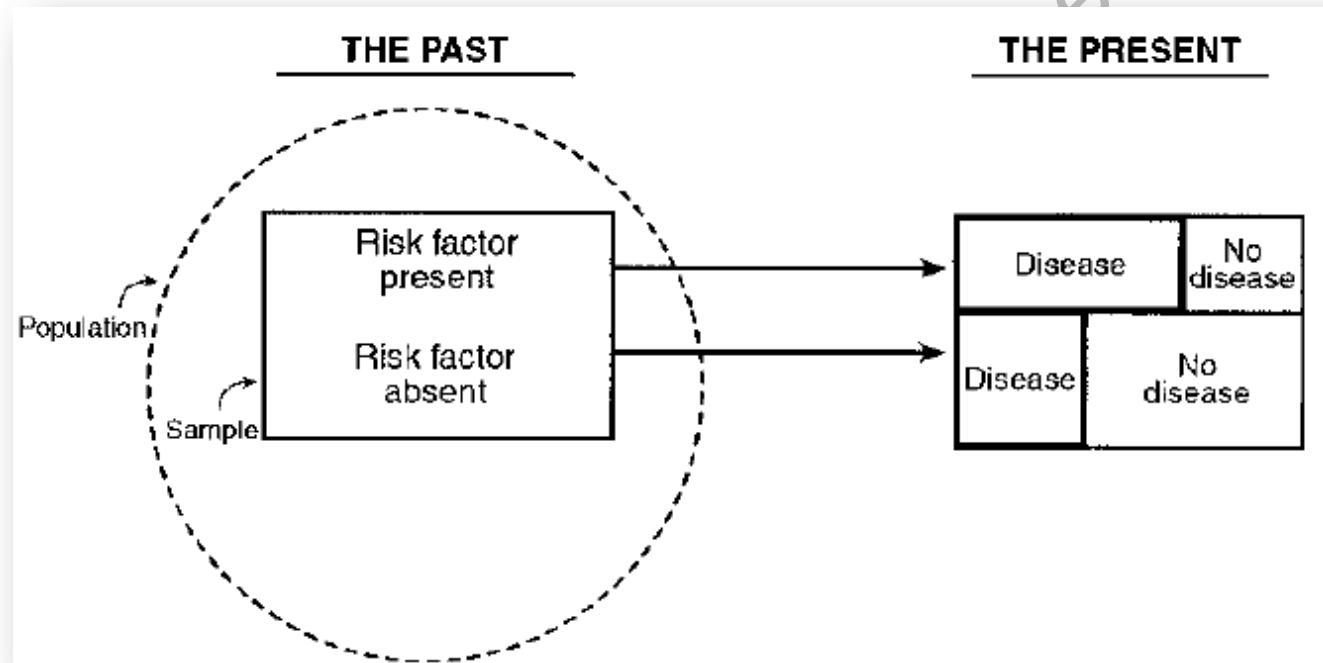 THE PAST
THE PRESENT
Risk factor
present
Risk factor
absent
Population
Sample
Disease
No
disease
Disease
No
disease